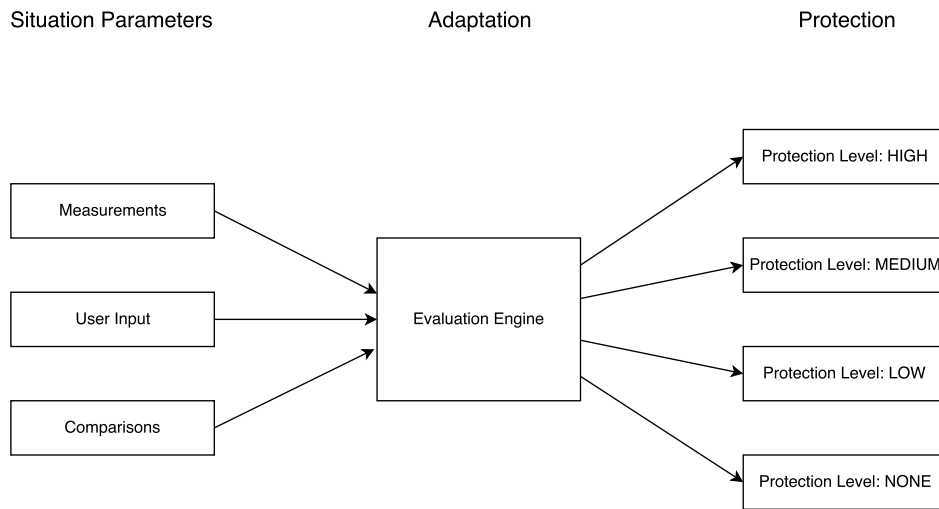 Situation Parameters
Adaptation
Protection
Measurements
User Input
Comparisons
Evaluation Engine
Protection Level: HIGH
Protection Level: MEDIUM
Protection Level: LOW
Protection Level: NONE